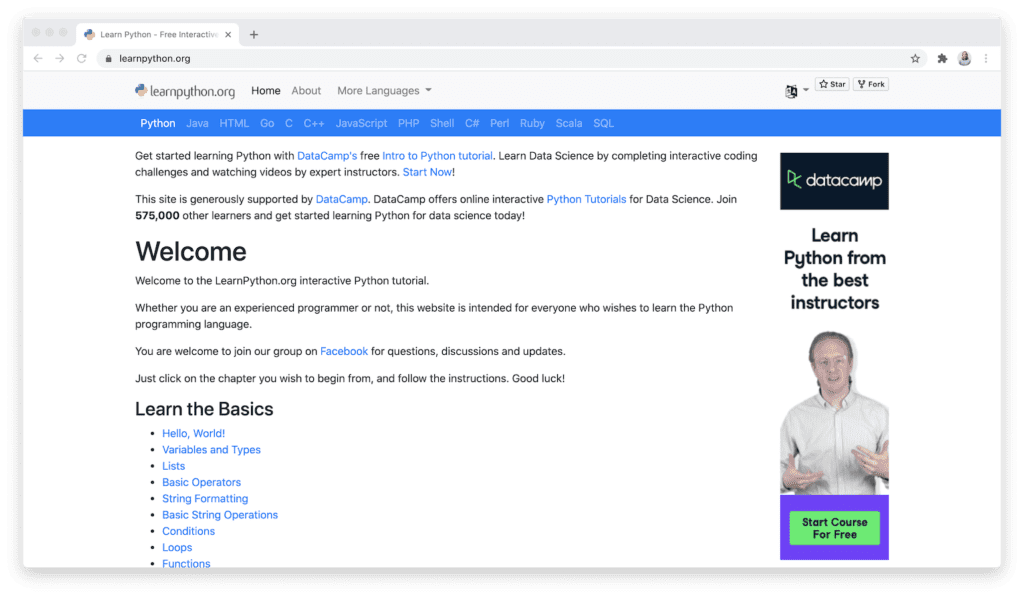 Learn Python - Free Interactive
learnpython.org
learnpython.org Home About More Languages
Star Fork
Python Java HTML Go C C++ JavaScript PHP Shell C# Perl Ruby Scala SQL
Get started learning Python with DataCamp's free Intro to Python tutorial. Learn Data Science by completing interactive coding
challenges and watching videos by expert instructors. Start Now!
This site is generously supported by DataCamp. DataCamp offers online interactive Python Tutorials for Data Science. Join
575,000 other learners and get started learning Python for data science today!
Welcome
Welcome to the LearnPython.org interactive Python tutorial.
Whether you are an experienced programmer or not, this website is intended for everyone who wishes to learn the Python
programming language.
You are welcome to join our group on Facebook for questions, discussions and updates.
Just click on the chapter you wish to begin from, and follow the instructions. Good luck!
Learn the Basics
Hello, World!
Variables and Types
Lists
Basic Operators
String Formatting
Basic String Operations
Conditions
Loops
Functions
datacamp
Learn
Python from
the best
instructors
Start Course
For Free